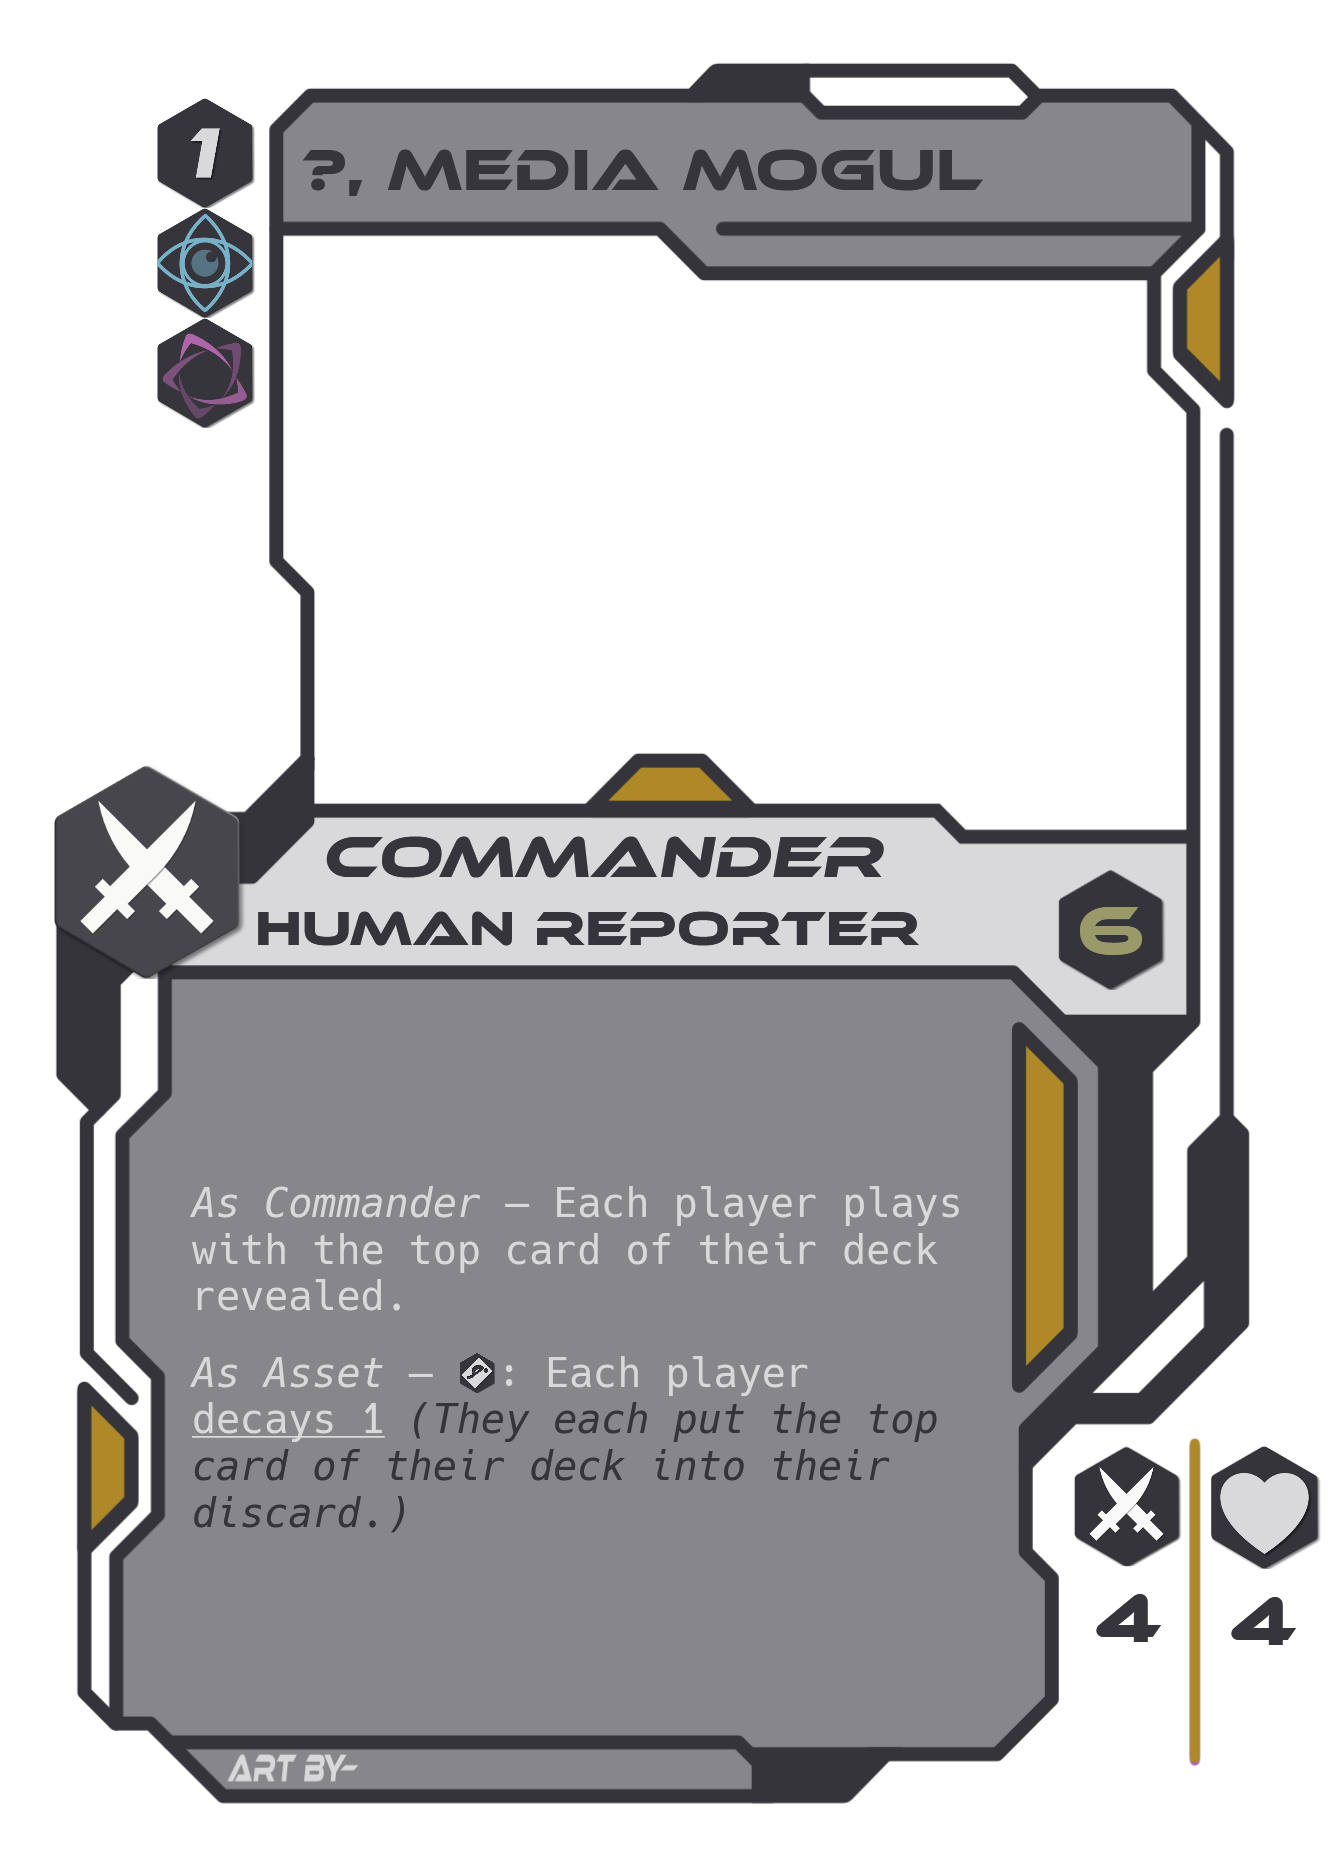 1
?, MEDIA MOGUL
COMMANDER
HUMAN REPORTER
6
As Commander – Each player plays
with the top card of their deck
revealed.
As Asset – : Each player
decays 1 (They each put the top
card of their deck into their
discard.)
4
4
ART BY-